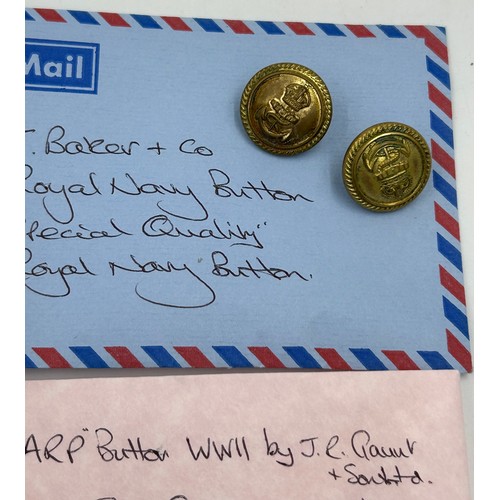 Mail
T. Baker + Co
Royal Navy Button
Special Quality"
Royal Navy Button.
ARP" Button WWII by J.R. Gaunt
+ Son Ltd.